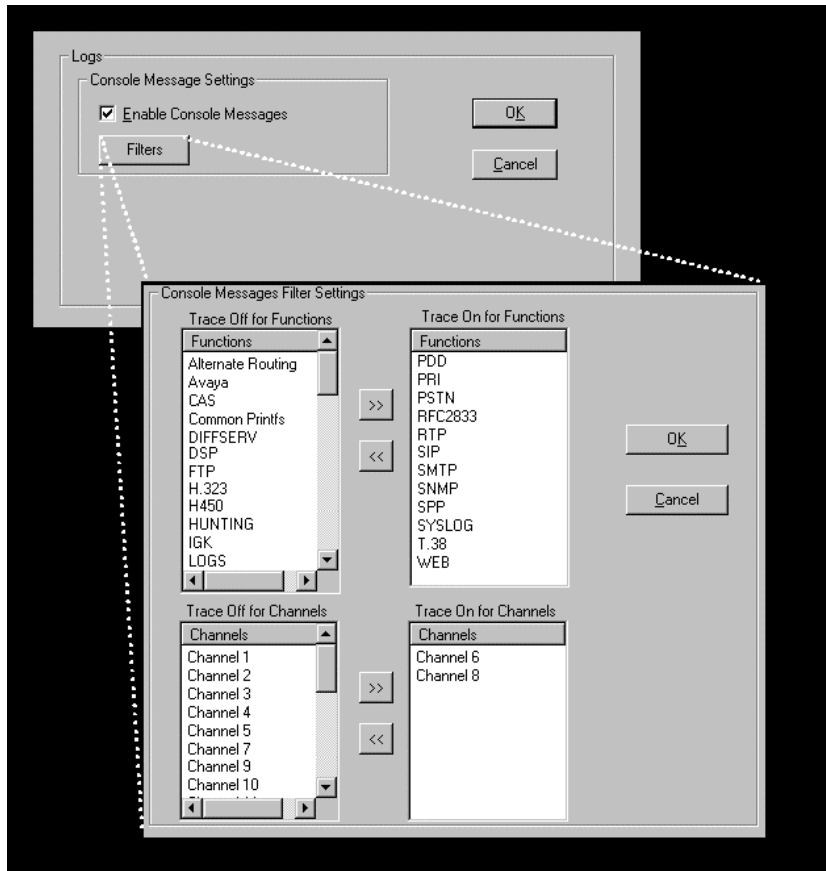 Logs
Console Message Settings
Enable Console Messages
Filters
OK
Cancel
Console Messages Filter Settings
Trace Off for Functions
Functions
Alternate Routing
Avaya
CAS
Common Printfs
DIFFSERV
DSP
FTP
H.323
H450
HUNTING
IGK
LOGS
>>
<<
Trace On for Functions
Functions
PDD
PRI
PSTN
RFC2833
RTP
SIP
SMTP
SNMP
SPP
SYSLOG
T.38
WEB
OK
Cancel
Trace Off for Channels
Channels
Channel 1
Channel 2
Channel 3
Channel 4
Channel 5
Channel 7
Channel 9
Channel 10
>>
<<
Trace On for Channels
Channels
Channel 6
Channel 8